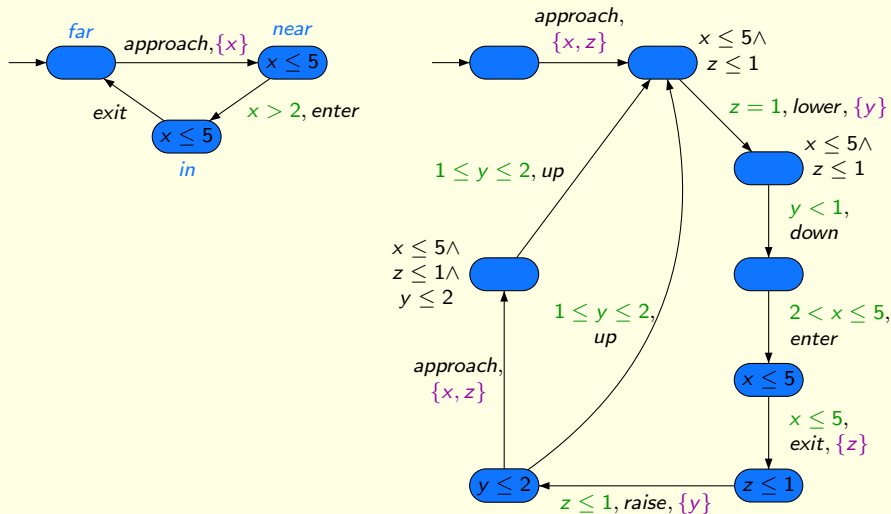 far
near
approach, {x}
x ≤ 5
exit
x > 2, enter
x ≤ 5
in
approach,
{x, z}
x ≤ 5∧
z ≤ 1
z = 1, lower, {y}
x ≤ 5∧
z ≤ 1
1 ≤ y ≤ 2, up
y < 1,
down
x ≤ 5∧
z ≤ 1∧
y ≤ 2
1 ≤ y ≤ 2,
up
2 < x ≤ 5,
enter
approach,
{x, z}
x ≤ 5
x ≤ 5,
exit, {z}
y ≤ 2
z ≤ 1, raise, {y}
z ≤ 1